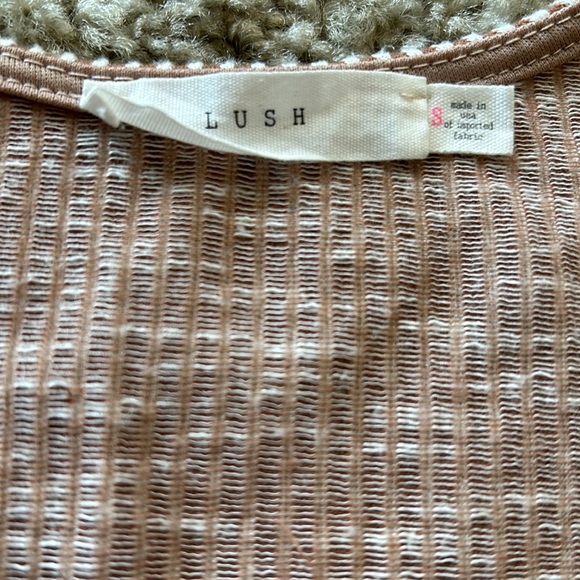 LUSH
S
made in
usa
of imported
fabric